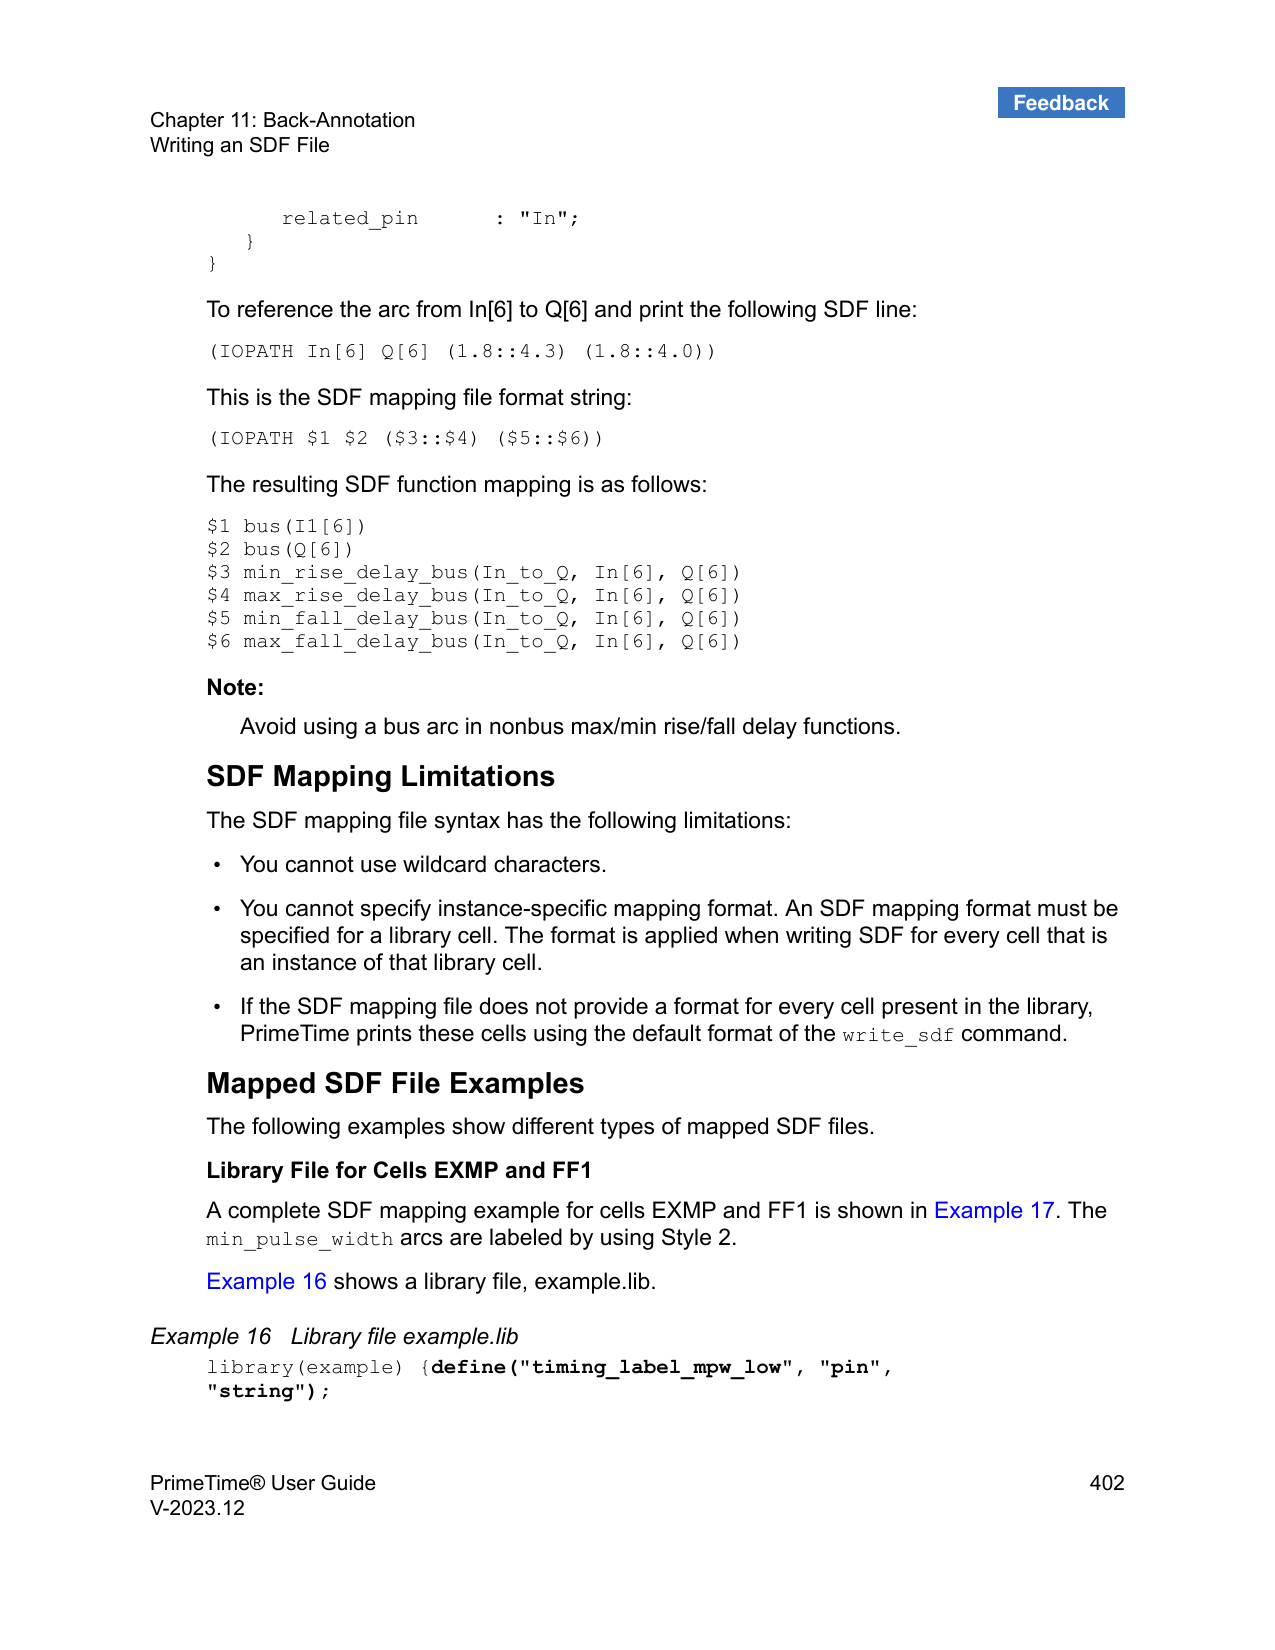 Feedback
Chapter 11: Back-Annotation
Writing an SDF File
      related_pin      : "In";
   }
}
To reference the arc from In[6] to Q[6] and print the following SDF line:
(IOPATH In[6] Q[6] (1.8::4.3) (1.8::4.0))
This is the SDF mapping file format string:
(IOPATH $1 $2 ($3::$4) ($5::$6))
The resulting SDF function mapping is as follows:
$1 bus(I1[6])
$2 bus(Q[6])
$3 min_rise_delay_bus(In_to_Q, In[6], Q[6])
$4 max_rise_delay_bus(In_to_Q, In[6], Q[6])
$5 min_fall_delay_bus(In_to_Q, In[6], Q[6])
$6 max_fall_delay_bus(In_to_Q, In[6], Q[6])
Note:
Avoid using a bus arc in nonbus max/min rise/fall delay functions.
SDF Mapping Limitations
The SDF mapping file syntax has the following limitations:
• You cannot use wildcard characters.
• You cannot specify instance-specific mapping format. An SDF mapping format must be
specified for a library cell. The format is applied when writing SDF for every cell that is
an instance of that library cell.
• If the SDF mapping file does not provide a format for every cell present in the library,
PrimeTime prints these cells using the default format of the write_sdf command.
Mapped SDF File Examples
The following examples show different types of mapped SDF files.
Library File for Cells EXMP and FF1
A complete SDF mapping example for cells EXMP and FF1 is shown in Example 17. The
min_pulse_width arcs are labeled by using Style 2.
Example 16 shows a library file, example.lib.
Example 16 Library file example.lib
library(example) {define("timing_label_mpw_low", "pin",
"string");
PrimeTime® User Guide 402
V-2023.12